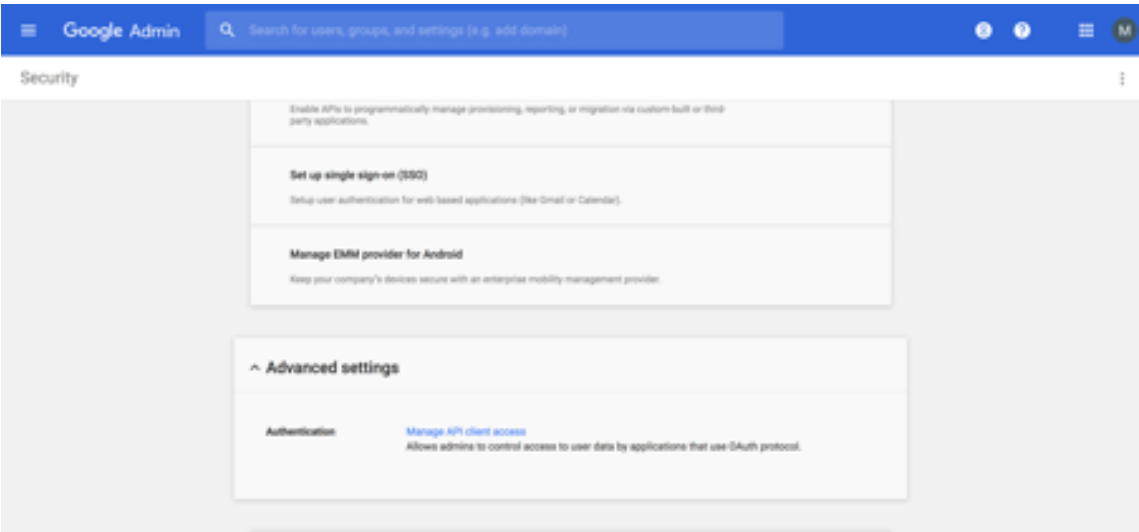 Google Admin
Search for users, groups, and settings (e.g. add domain)
M
Security
Enable APIs to programmatically manage provisioning, reporting, or migration via custom-built or third-
party applications.
Set up single sign-on (SSO)
Setup user authentication for web based applications (like Gmail or Calendar).
Manage EMM provider for Android
Keep your company's devices secure with an enterprise mobility management provider.
Advanced settings
Authentication
Manage API client access
Allows admins to control access to user data by applications that use OAuth protocol.